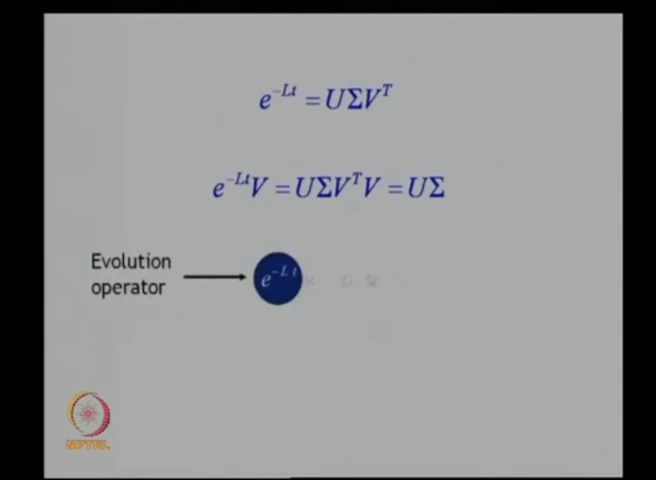 e^{-Lt} = UΣV^T
e^{-Lt}V = UΣV^TV = UΣ
Evolution
operator
e^{-Lt}
NPTEL